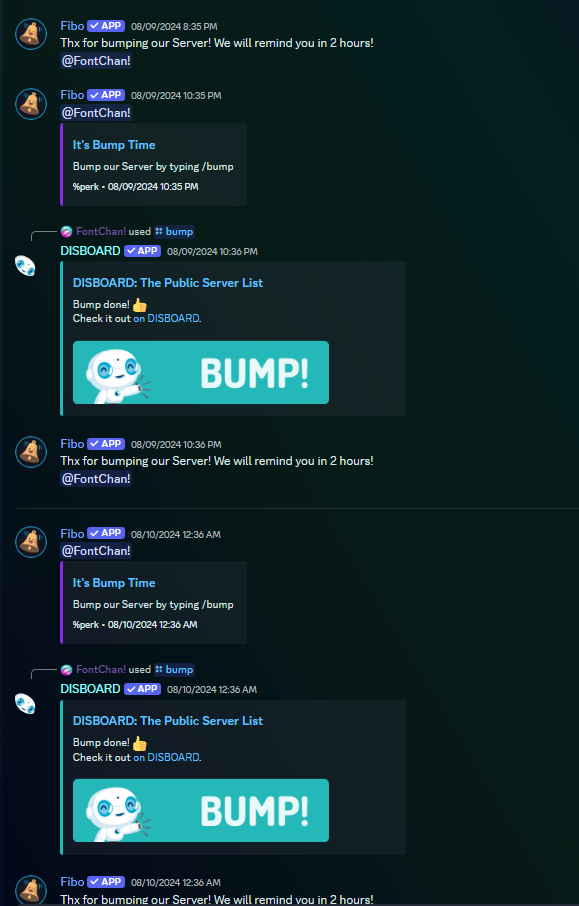 Fibo ✓ APP 08/09/2024 8:35 PM
Thx for bumping our Server! We will remind you in 2 hours!
@FontChan!
Fibo ✓ APP 08/09/2024 10:35 PM
@FontChan!
It's Bump Time
Bump our Server by typing /bump
%perk • 08/09/2024 10:35 PM
FontChan! used bump
DISBOARD ✓ APP 08/09/2024 10:36 PM
DISBOARD: The Public Server List
Bump done! 👍
Check it out on DISBOARD.
BUMP!
Fibo ✓ APP 08/09/2024 10:36 PM
Thx for bumping our Server! We will remind you in 2 hours!
@FontChan!
Fibo ✓ APP 08/10/2024 12:36 AM
@FontChan!
It's Bump Time
Bump our Server by typing /bump
%perk • 08/10/2024 12:36 AM
FontChan! used bump
DISBOARD ✓ APP 08/10/2024 12:36 AM
DISBOARD: The Public Server List
Bump done! 👍
Check it out on DISBOARD.
BUMP!
Fibo ✓ APP 08/10/2024 12:36 AM
Thx for bumping our Server! We will remind you in 2 hours!